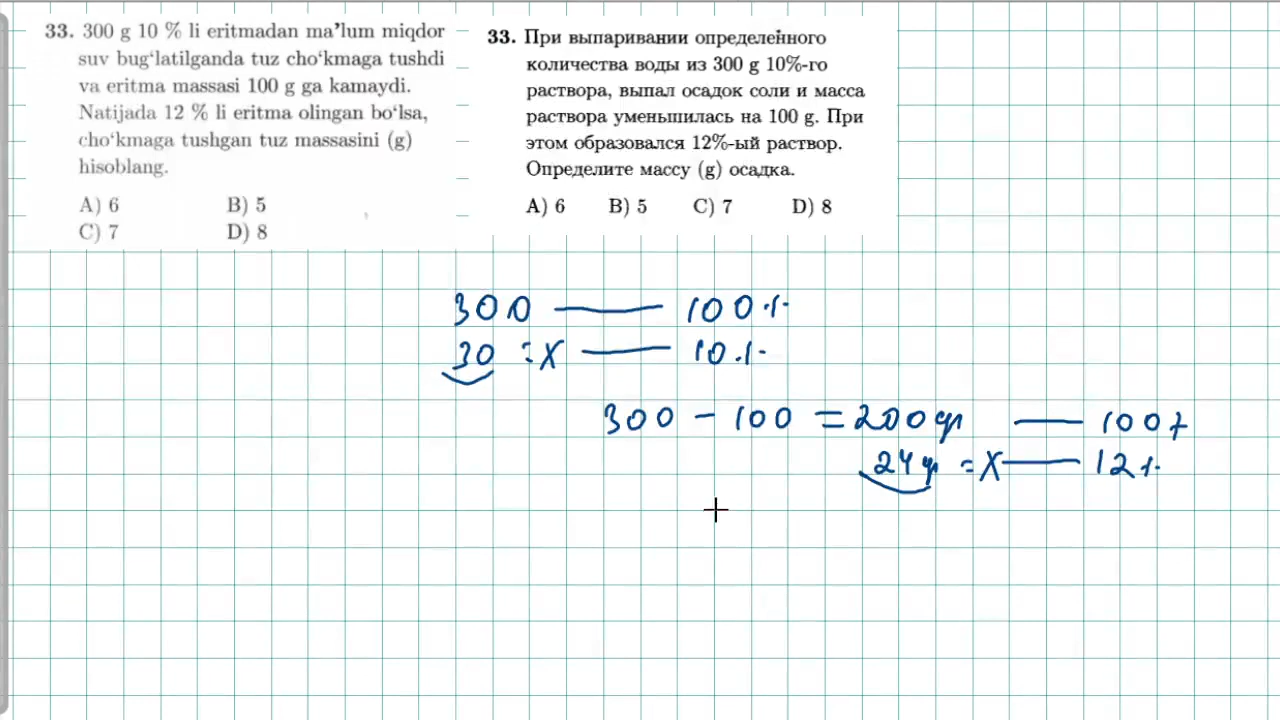 33. 300 g 10 % li eritmadan ma’lum miqdor
suv bug‘latilganda tuz cho‘kmaga tushdi
va eritma massasi 100 g ga kamaydi.
Natijada 12 % li eritma olingan bo‘lsa,
cho‘kmaga tushgan tuz massasini (g)
hisoblang.
A) 6 B) 5
C) 7 D) 8
33. При выпаривании определенного
количества воды из 300 g 10%-го
раствора, выпал осадок соли и масса
раствора уменьшилась на 100 g. При
этом образовался 12%-ый раствор.
Определите массу (g) осадка.
A) 6 B) 5 C) 7 D) 8
300 — 100%
30 = X — 10%
300 - 100 = 200 gr — 100%
24 gr = X — 12%